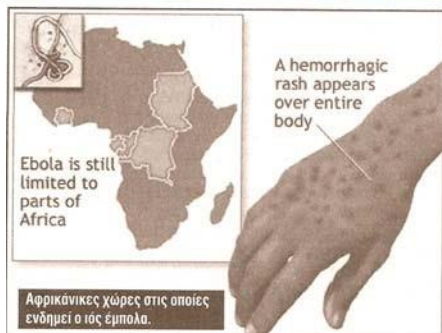 Ebola is still
limited to
parts of
Africa
A hemorrhagic
rash appears
over entire
body
Αφρικάνικες χώρες στις οποίες
ενδημεί ο ιός έμπολα.